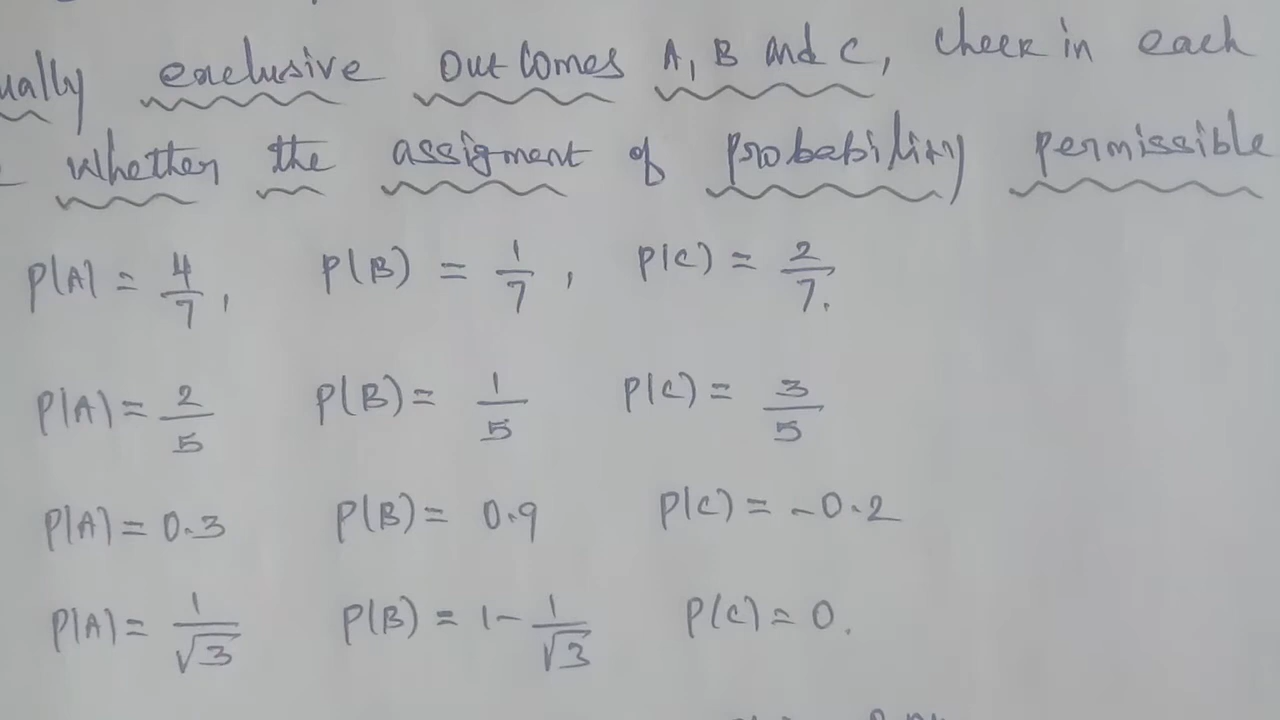 ually exclusive outcomes A, B and C, check in each
whether the assigment of probability permissible
P(A) = 4/7, P(B) = 1/7, P(C) = 2/7.
P(A) = 2/5 P(B) = 1/5 P(C) = 3/5
P(A) = 0.3 P(B) = 0.9 P(C) = -0.2
P(A) = 1/√3 P(B) = 1 - 1/√3 P(C) = 0.